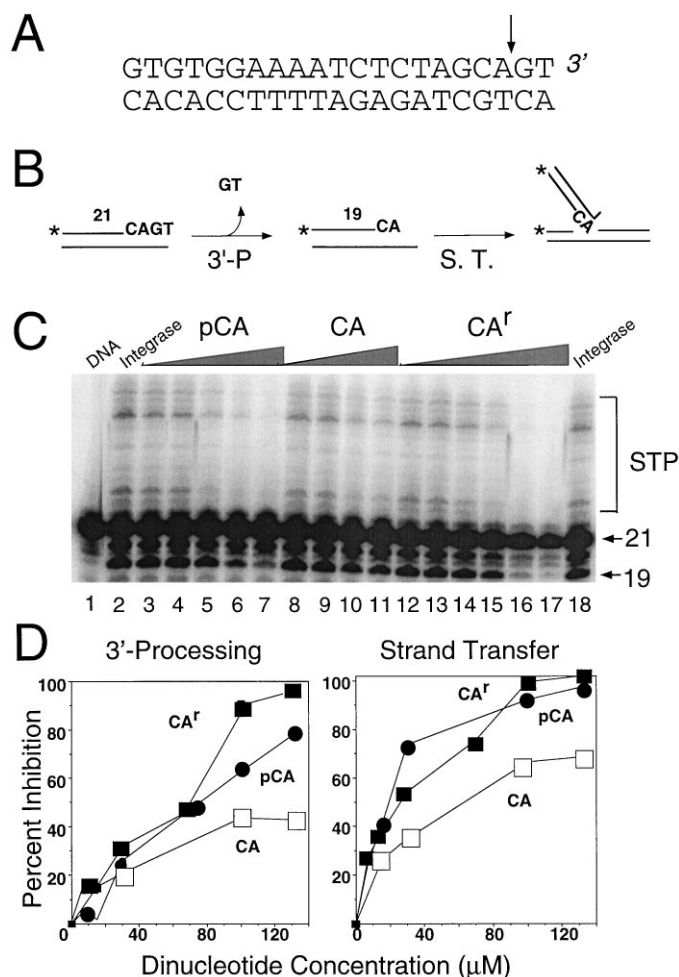 A
GTGTGGAAAATCTCTAGCAGT 3'
CACACCTTTTAGAGATCGTCA
B
GT
* 21 CAGT
3'-P
* 19 CA
S. T.
*
CA
*
C
DNA
Integrase
pCA
CA
CAr
Integrase
STP
21
19
1 2 3 4 5 6 7 8 9 10 11 12 13 14 15 16 17 18
D
3'-Processing
Strand Transfer
Percent Inhibition
100
80
60
40
20
0 40 80 120
CAr
pCA
CA
100
80
60
40
20
0 40 80 120
CAr
pCA
CA
Dinucleotide Concentration (μM)